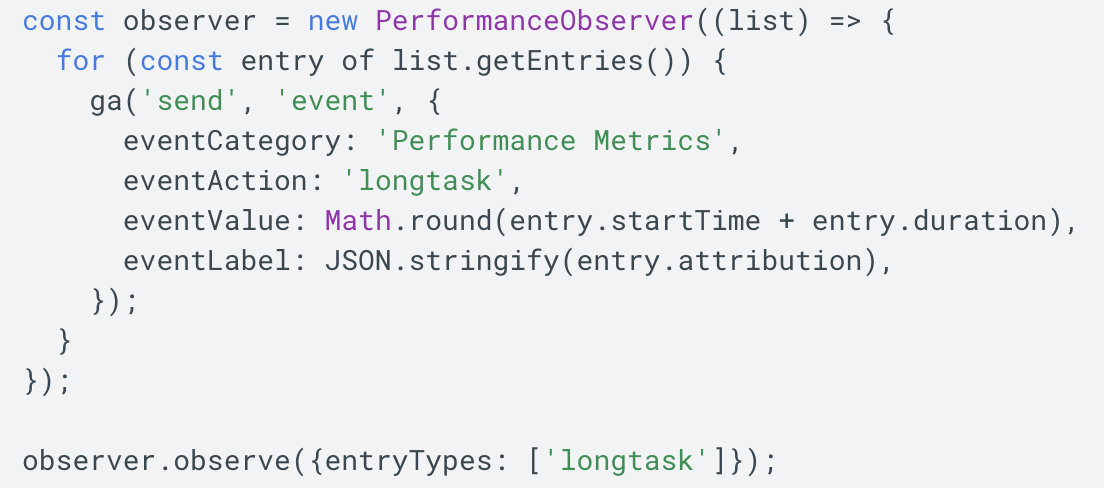 const observer = new PerformanceObserver((list) => {
  for (const entry of list.getEntries()) {
    ga('send', 'event', {
      eventCategory: 'Performance Metrics',
      eventAction: 'longtask',
      eventValue: Math.round(entry.startTime + entry.duration),
      eventLabel: JSON.stringify(entry.attribution),
    });
  }
});

observer.observe({entryTypes: ['longtask']});